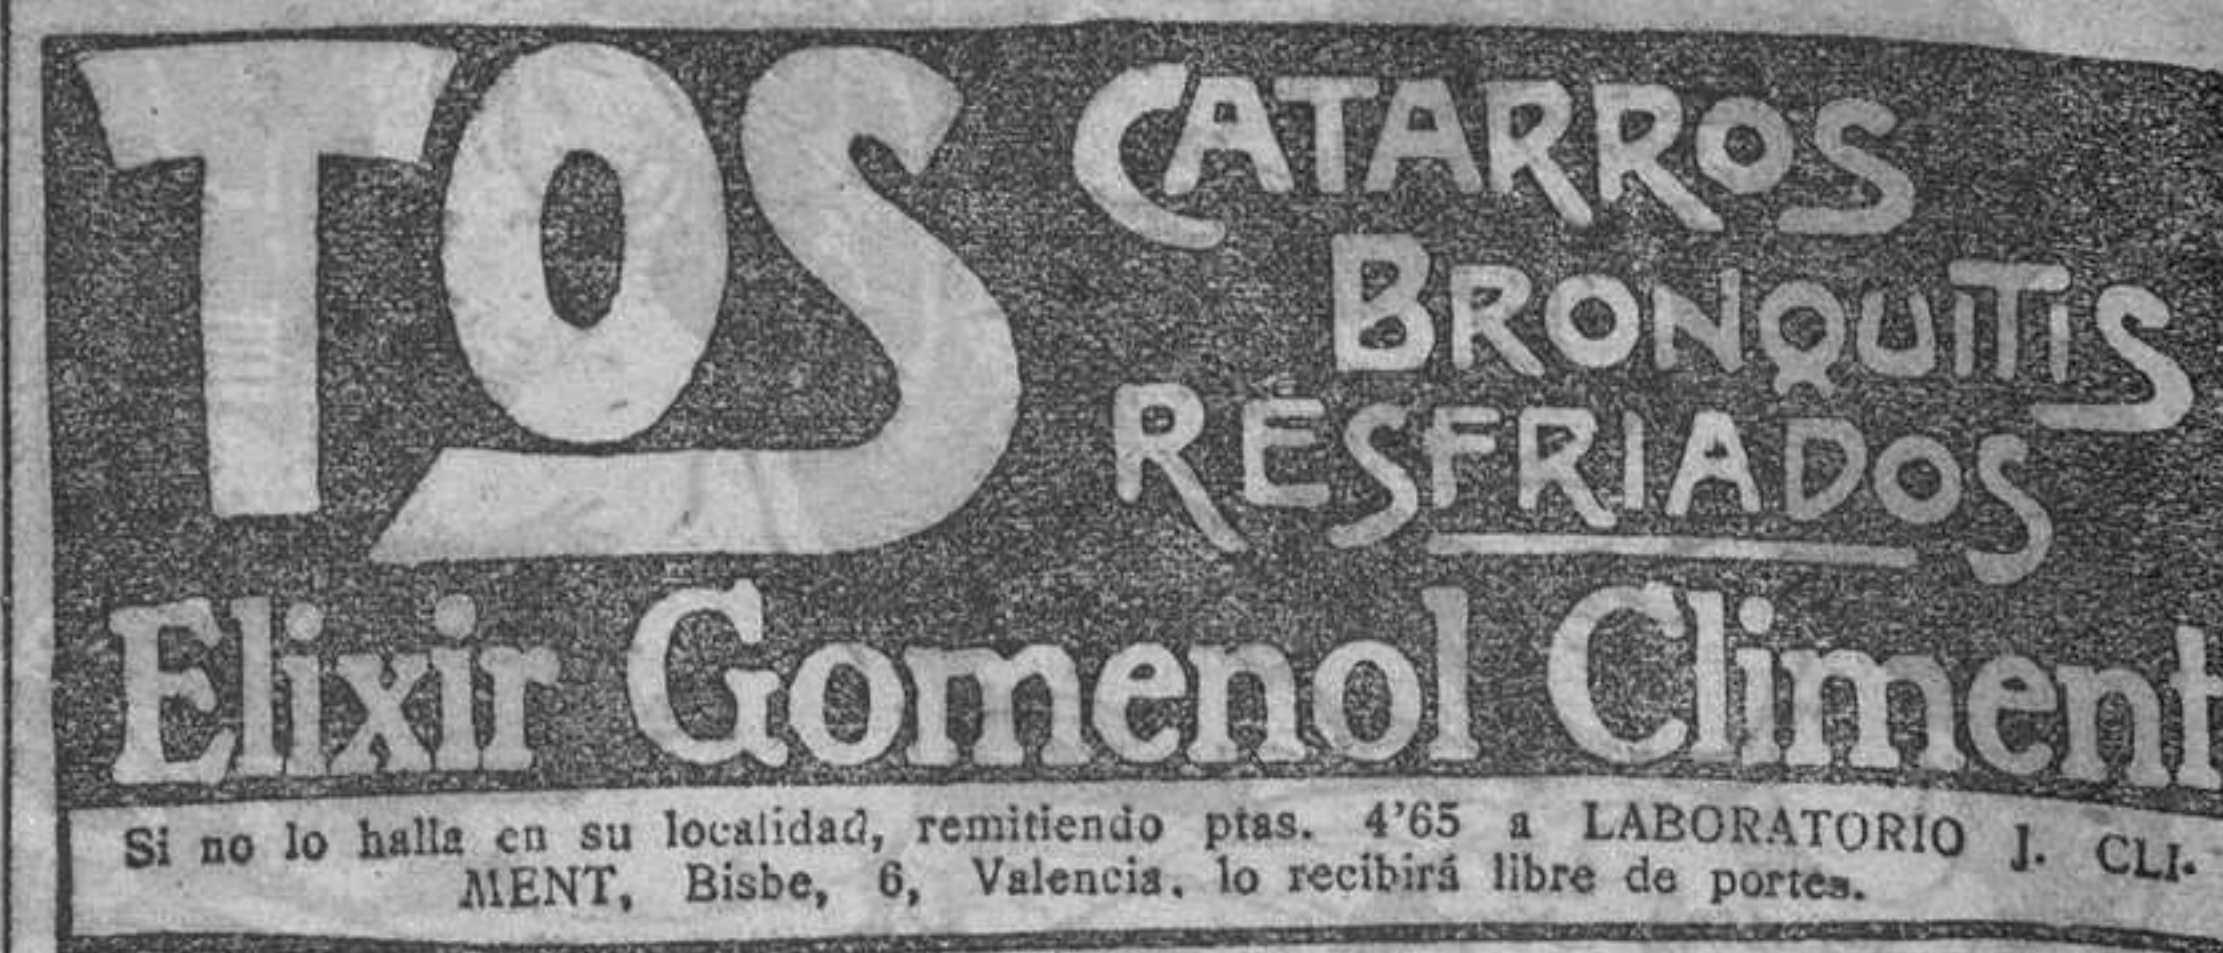 TOS
CATARROS
BRONQUITIS
RESFRIADOS
Elixir Gomenol Climent
Si no lo halla en su localidad, remitiendo ptas. 4'65 a LABORATORIO J. CLI-
MENT, Bisbe, 6, Valencia, lo recibirá libre de portes.